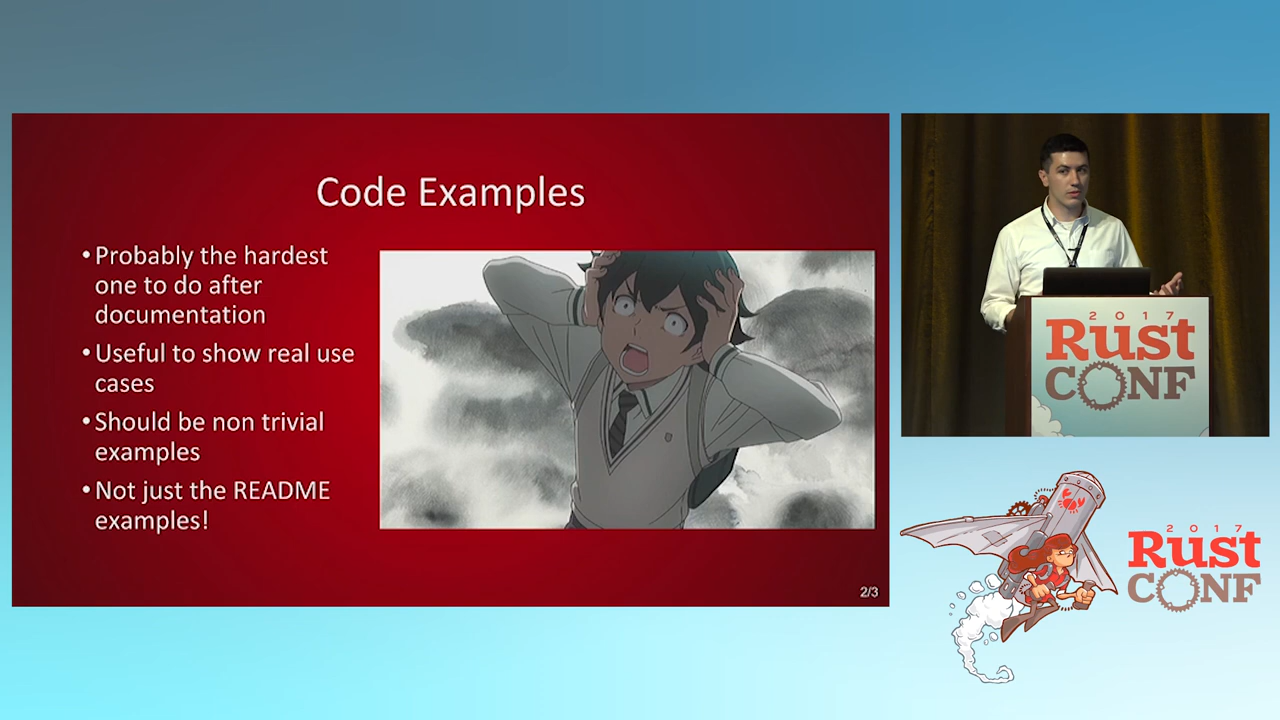 Code Examples
•Probably the hardest
one to do after
documentation
•Useful to show real use
cases
•Should be non trivial
examples
•Not just the README
examples!
2/3
2017
Rust
CONF
2017
Rust
CONF